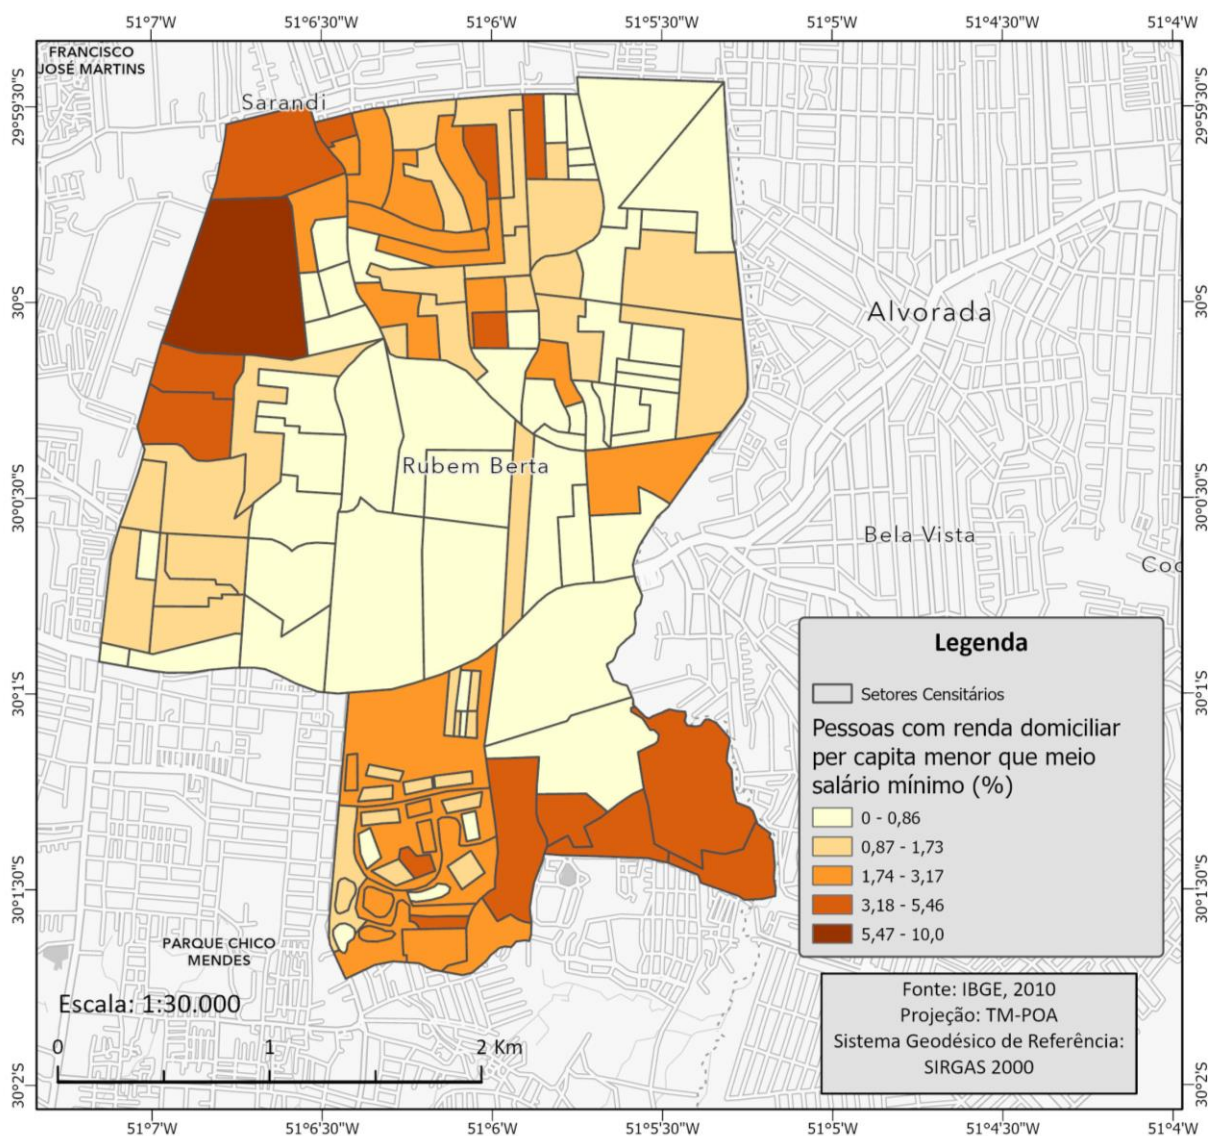 51°7'W 51°6'30"W 51°6'W 51°5'30"W 51°5'W 51°4'30"W 51°4'W
FRANCISCO
JOSÉ MARTINS
Sarandi
29°59'30"S
29°59'30"S
30°S
30°S
Alvorada
Rubem Berta
30°0'30"S
30°0'30"S
Bela Vista
Coc
30°1'S
30°1'S
Legenda
Setores Censitários
Pessoas com renda domiciliar
per capita menor que meio
salário mínimo (%)
0 - 0,86
0,87 - 1,73
1,74 - 3,17
3,18 - 5,46
5,47 - 10,0
30°1'30"S
30°1'30"S
PARQUE CHICO
MENDES
Escala: 1:30.000
0 1 2 Km
Fonte: IBGE, 2010
Projeção: TM-POA
Sistema Geodésico de Referência:
SIRGAS 2000
30°2'S
30°2'S
51°7'W 51°6'30"W 51°6'W 51°5'30"W 51°5'W 51°4'30"W 51°4'W